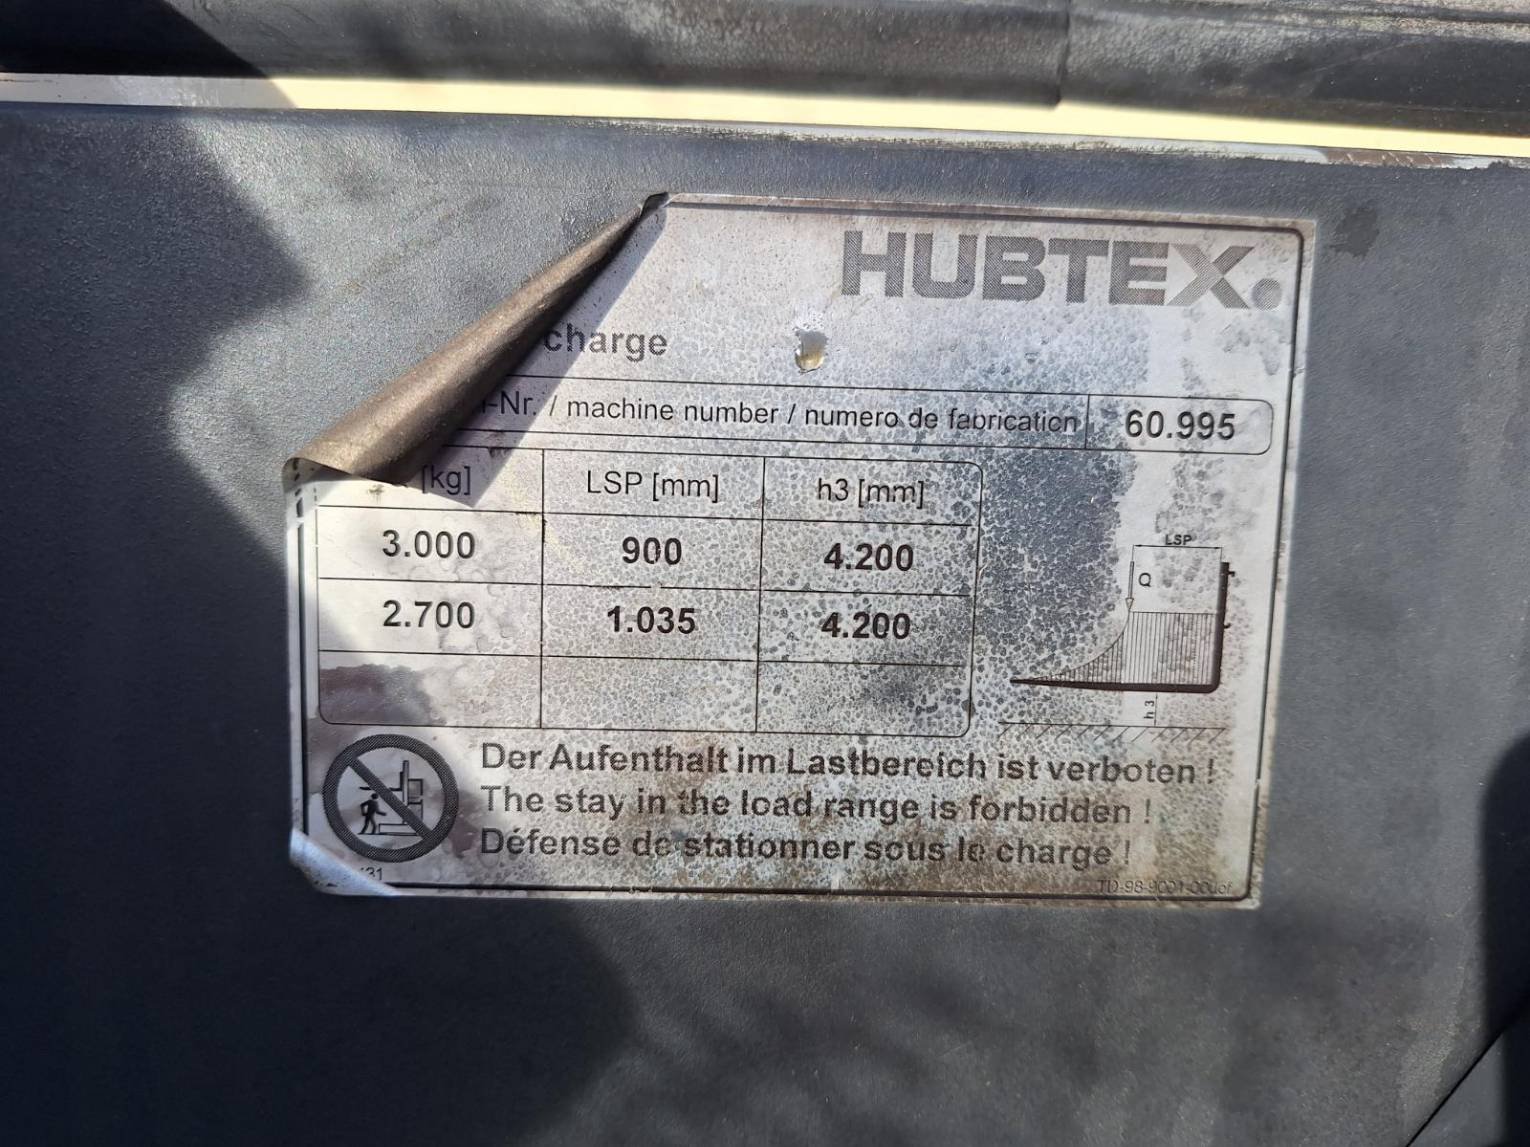 HUBTEX
charge
-Nr. / machine number / numero de fabrication 60.995
[kg] LSP [mm] h3 [mm]
3.000 900 4.200
2.700 1.035 4.200
LSP
Q
h 3
Der Aufenthalt im Lastbereich ist verboten !
The stay in the load range is forbidden !
Défense de stationner sous le charge !